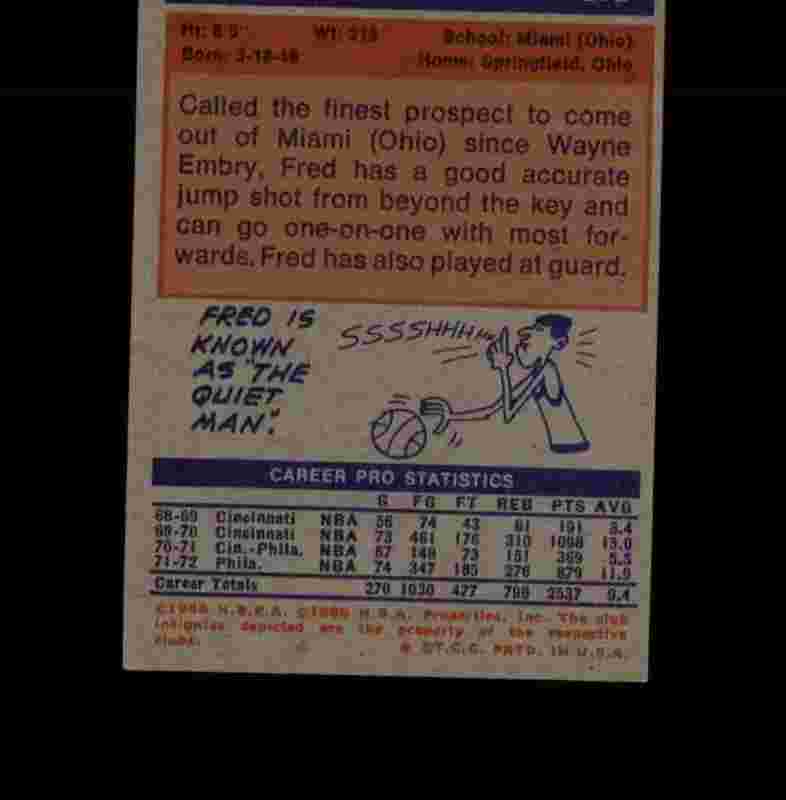 Ht: 6'5" Wt: 215 School: Miami (Ohio)
Born: 3-18-46 Home: Springfield, Ohio
Called the finest prospect to come
out of Miami (Ohio) since Wayne
Embry, Fred has a good accurate
jump shot from beyond the key and
can go one-on-one with most for-
wards. Fred has also played at guard.
FRED IS
KNOWN
AS "THE
QUIET
MAN".
SSSSHHHHH
CAREER PRO STATISTICS
G FG FT REB PTS AVG
68-69 Cincinnati NBA 56 74 43 61 191 3.4
69-70 Cincinnati NBA 73 461 176 310 1098 15.0
70-71 Cin.-Phila. NBA 67 148 73 151 369 5.5
71-72 Phila. NBA 74 347 185 276 879 11.9
Career Totals 270 1030 477 798 2537 9.4
N.B.P.A. N.B.A. Properties, Inc. The club
insignias depicted are the property of the respective
clubs.
© T.C.G. PRTD. IN U.S.A.